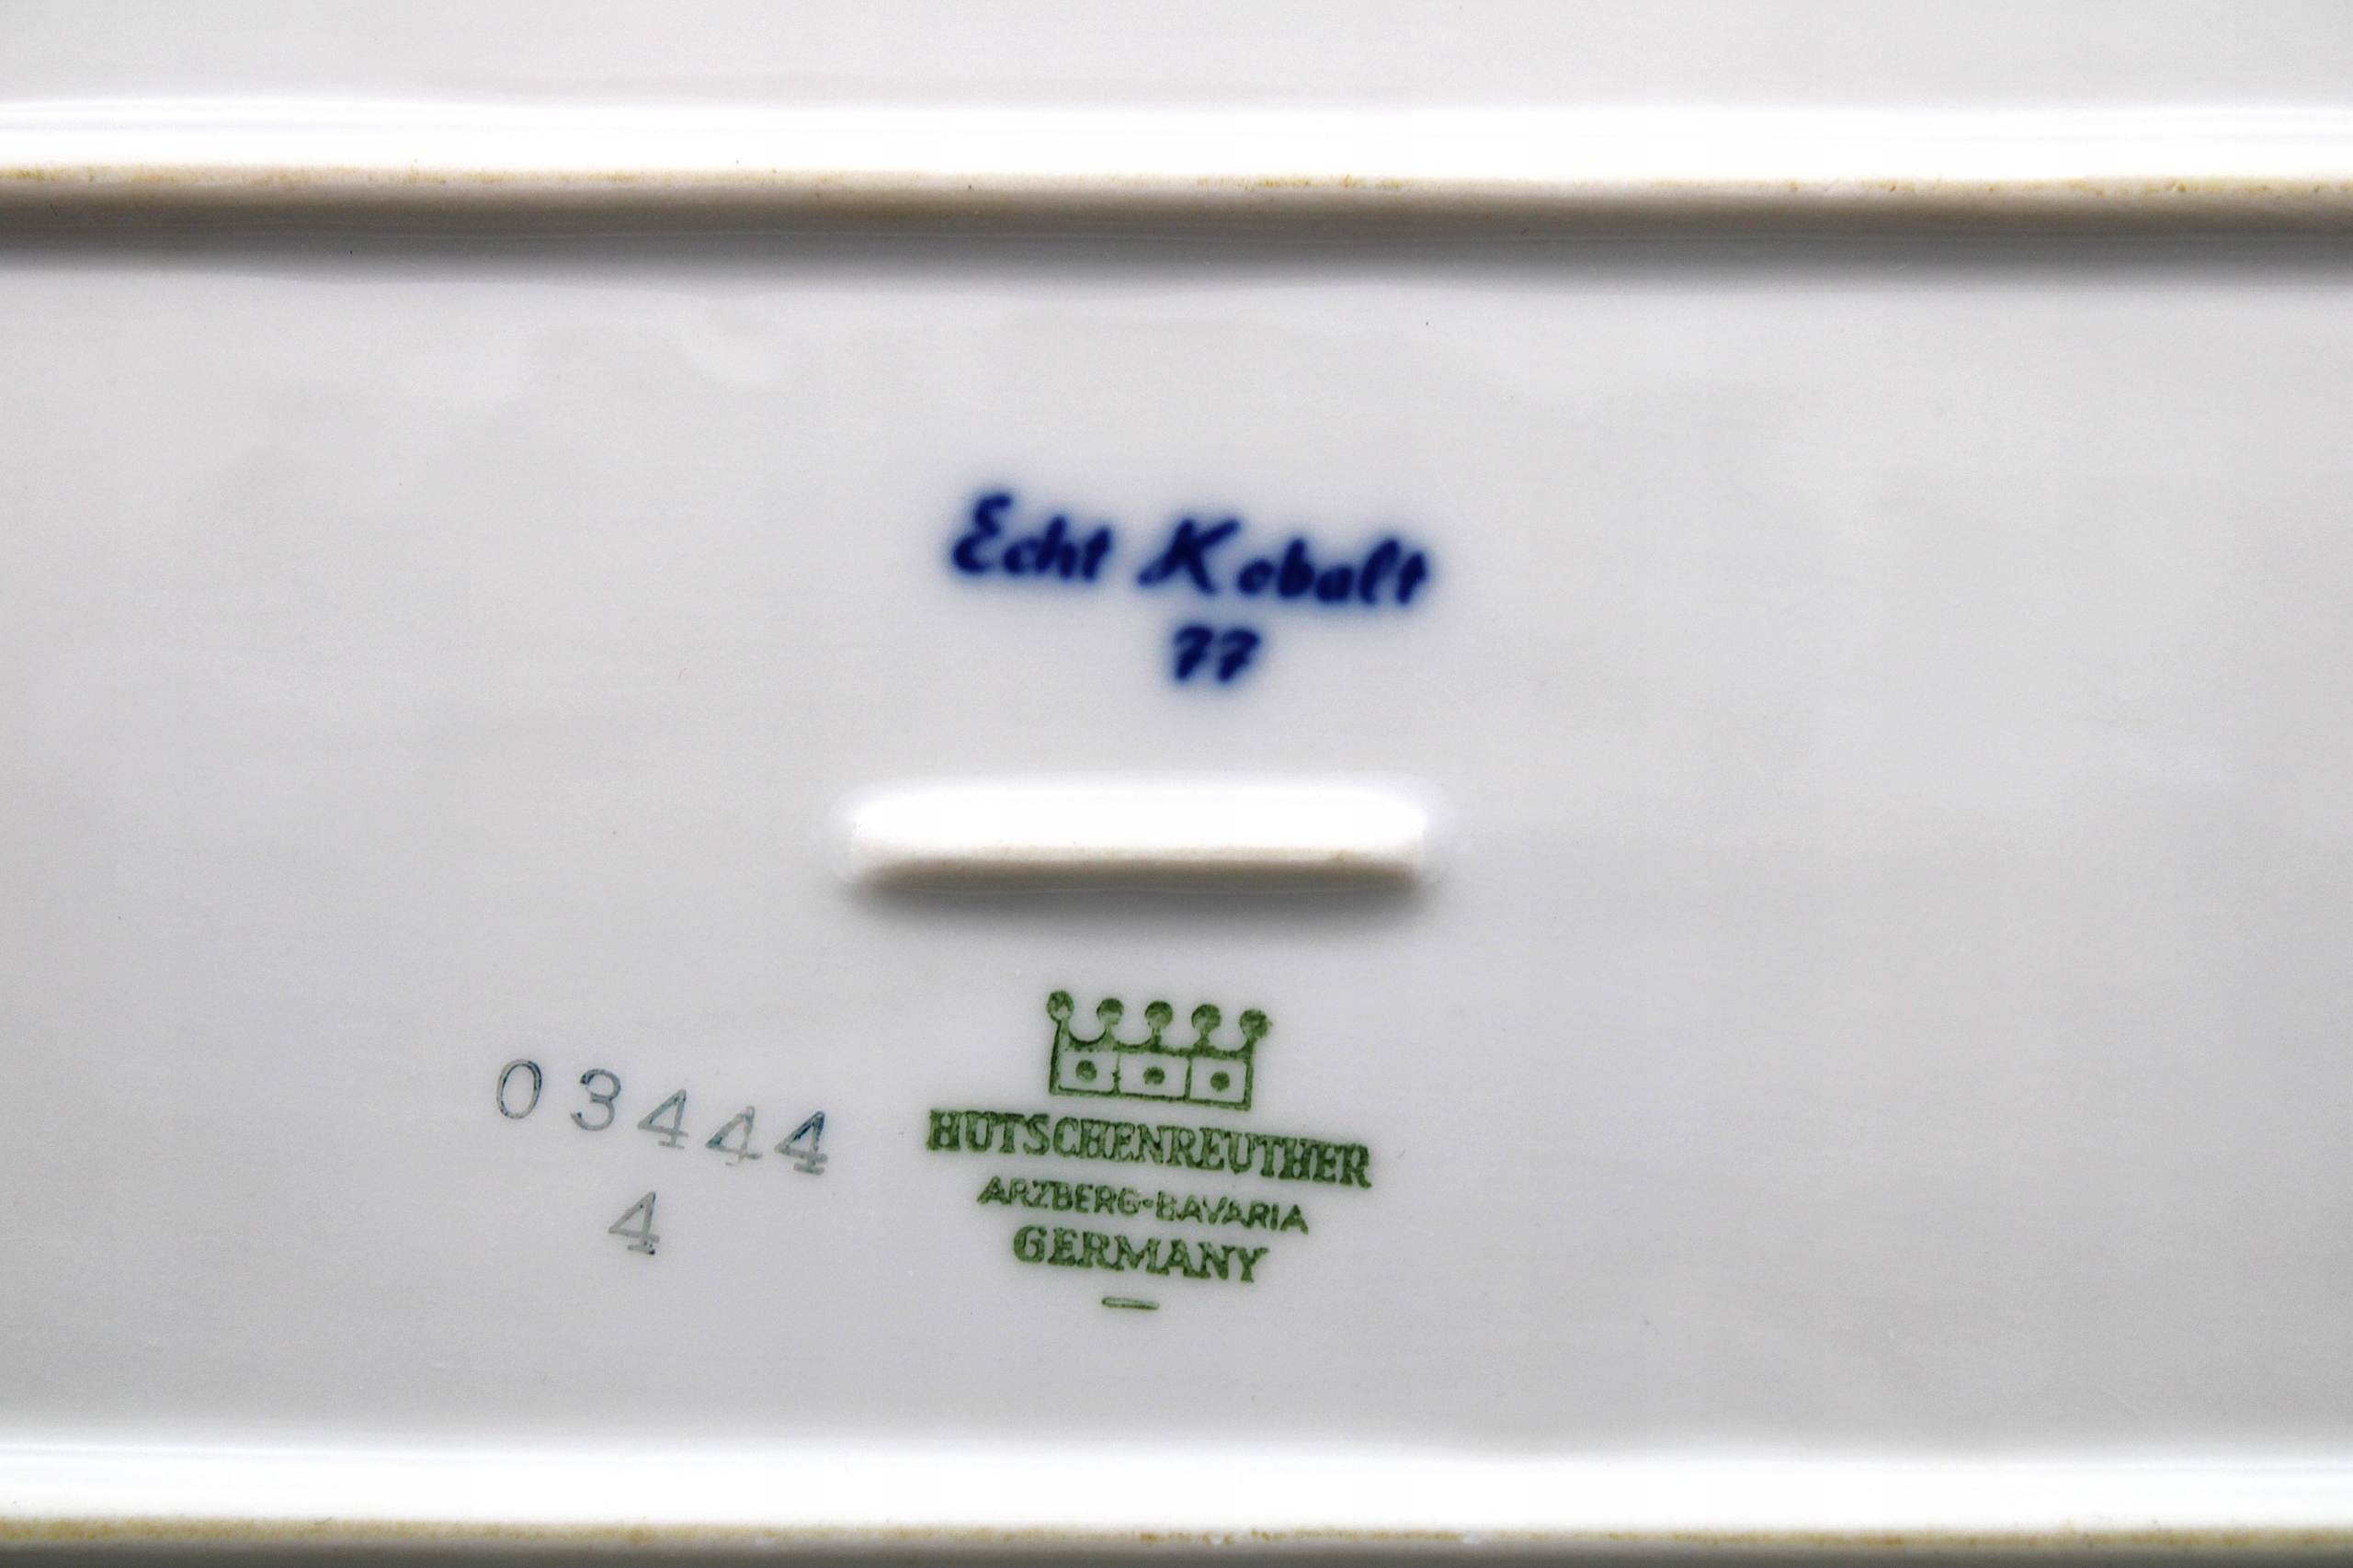 Echt Kobalt
77
03444
4
HUTSCHENREUTHER
ARZBERG-BAVARIA
GERMANY